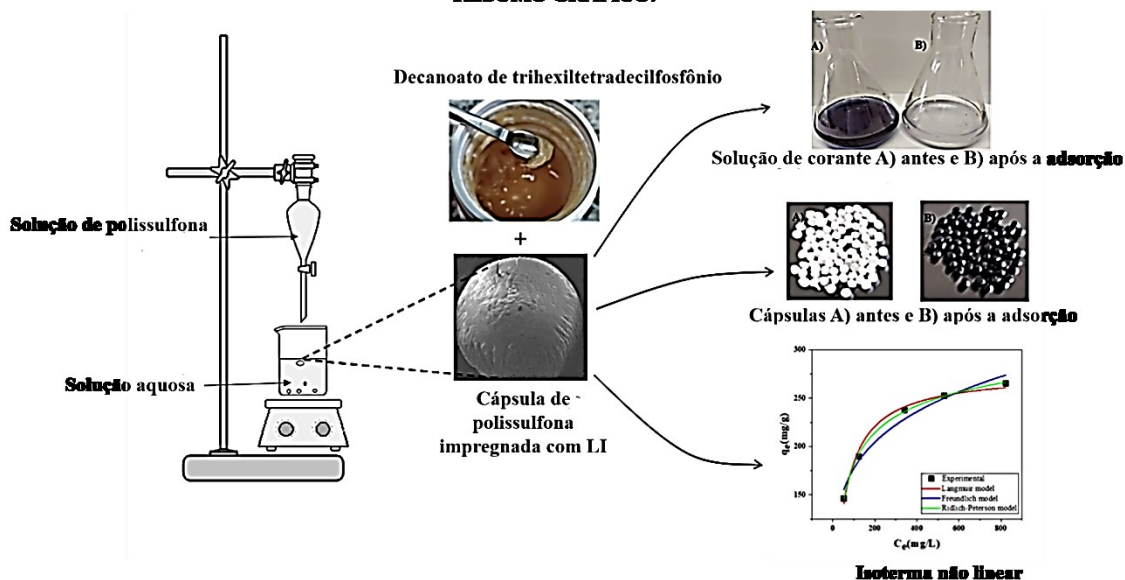 Decanoato de trihexiltetradecilfosfônio
+
Cápsula de
polissulfona
impregnada com LI
Solução de polissulfona
Solução aquosa
A)
B)
Solução de corante A) antes e B) após a adsorção
A)
B)
Cápsulas A) antes e B) após a adsorção
qe(mg/g)
300
250
200
150
Experimental
Langmuir model
Freundlich model
Ridlich-Peterson model
0
200
400
600
800
Ce(mg/L)
Isoterma não linear